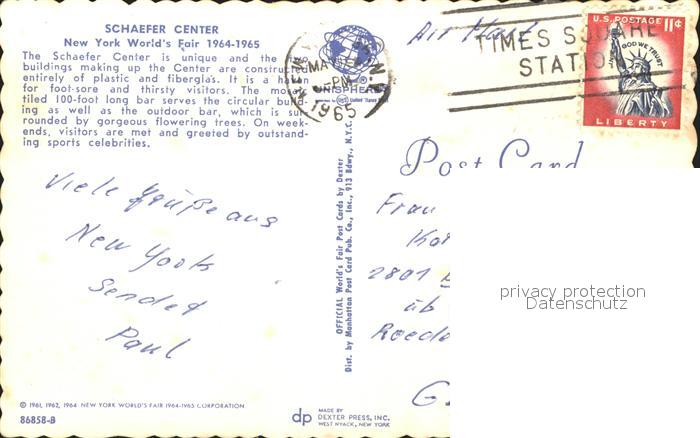 SCHAEFER CENTER
New York World's Fair 1964-1965
The Schaefer Center is unique and the
buildings making up the Center are constructed
entirely of plastic and fiberglas. It is a
for foot-sore and thirsty visitors. The
tiled 100-foot long bar serves the circular
ing as well as the outdoor bar, which is sur-
rounded by gorgeous flowering trees. On week-
ends, visitors are met and greeted by outstand-
ing sports celebrities.
Viele Grüße aus
New York
sendet
Paul
© 1961, 1962, 1964 NEW YORK WORLD'S FAIR 1964-1965 CORPORATION
86858-B
UNISPHERE
PM
1965
OFFICIAL World's Fair Post Cards by Dexter
Dist. by Manhattan Post Card Pub. Co., Inc., 913 Bdwy., N.Y.C.
dp
MADE BY
DEXTER PRESS, INC.
WEST NYACK, NEW YORK
Air Mail
TIMES SQUARE
STATION
U.S. POSTAGE 11¢
IN GOD WE TRUST
LIBERTY
Post Card
Frau
2801
üb
privacy protection
Datenschutz